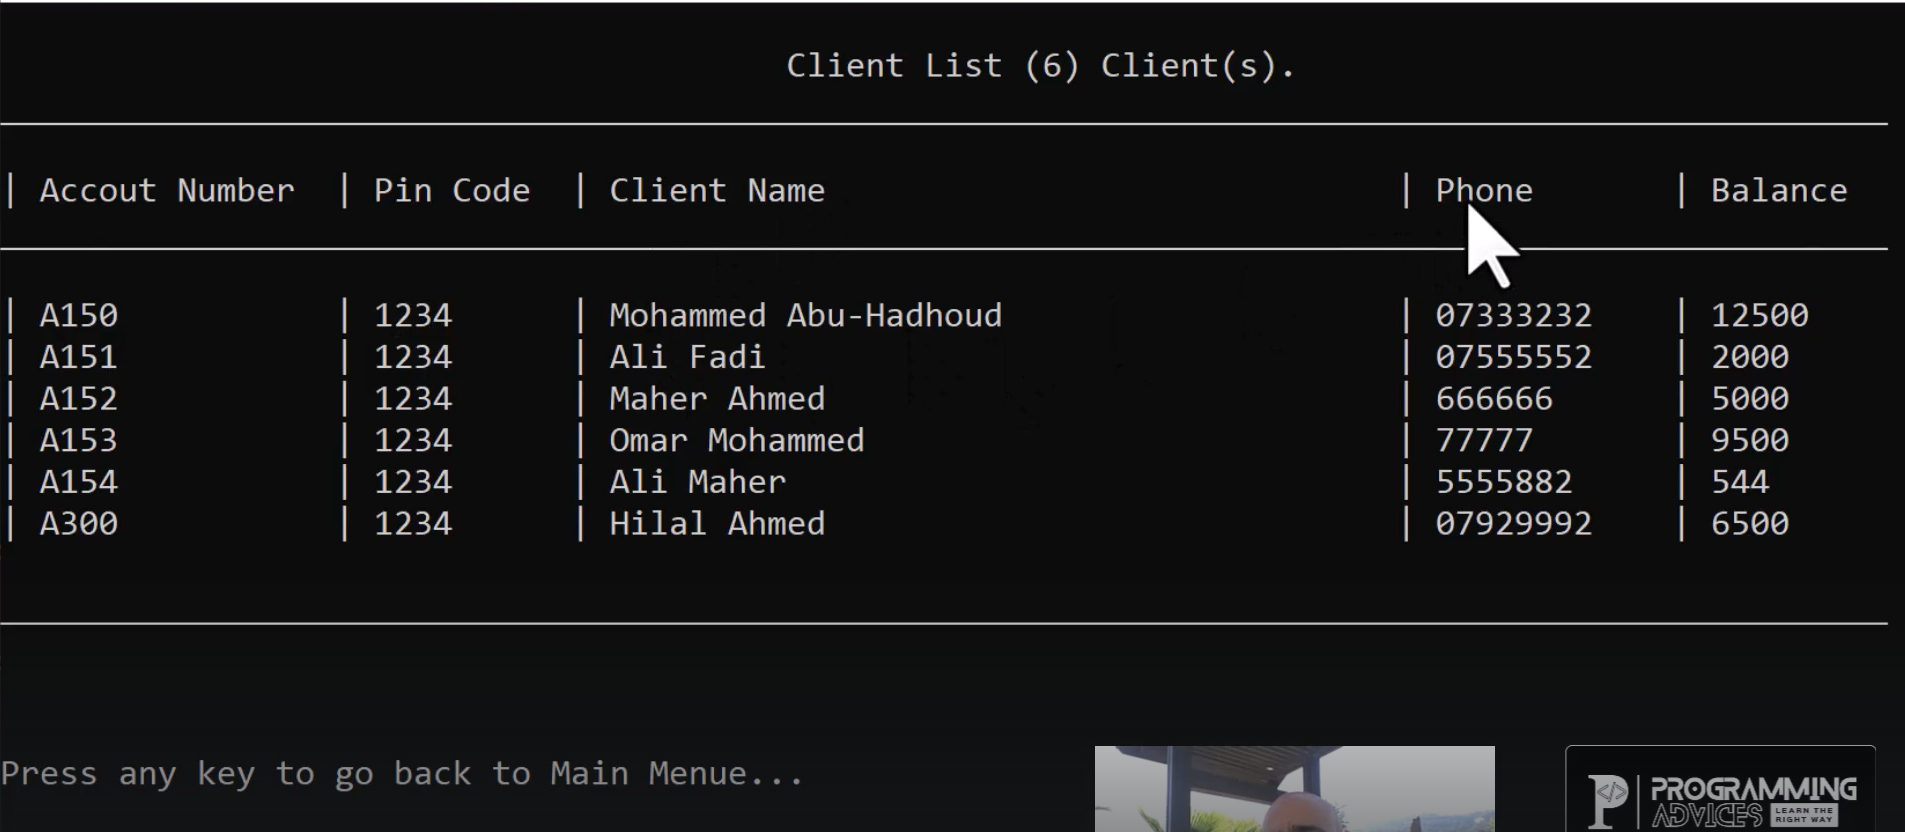 Client List (6) Client(s).
| Accout Number | Pin Code | Client Name | Phone | Balance
| A150 | 1234 | Mohammed Abu-Hadhoud | 07333232 | 12500
| A151 | 1234 | Ali Fadi | 07555552 | 2000
| A152 | 1234 | Maher Ahmed | 666666 | 5000
| A153 | 1234 | Omar Mohammed | 77777 | 9500
| A154 | 1234 | Ali Maher | 5555882 | 544
| A300 | 1234 | Hilal Ahmed | 07929992 | 6500
Press any key to go back to Main Menue...
P </> PROGRAMMING
ADVICES LEARN THE RIGHT WAY